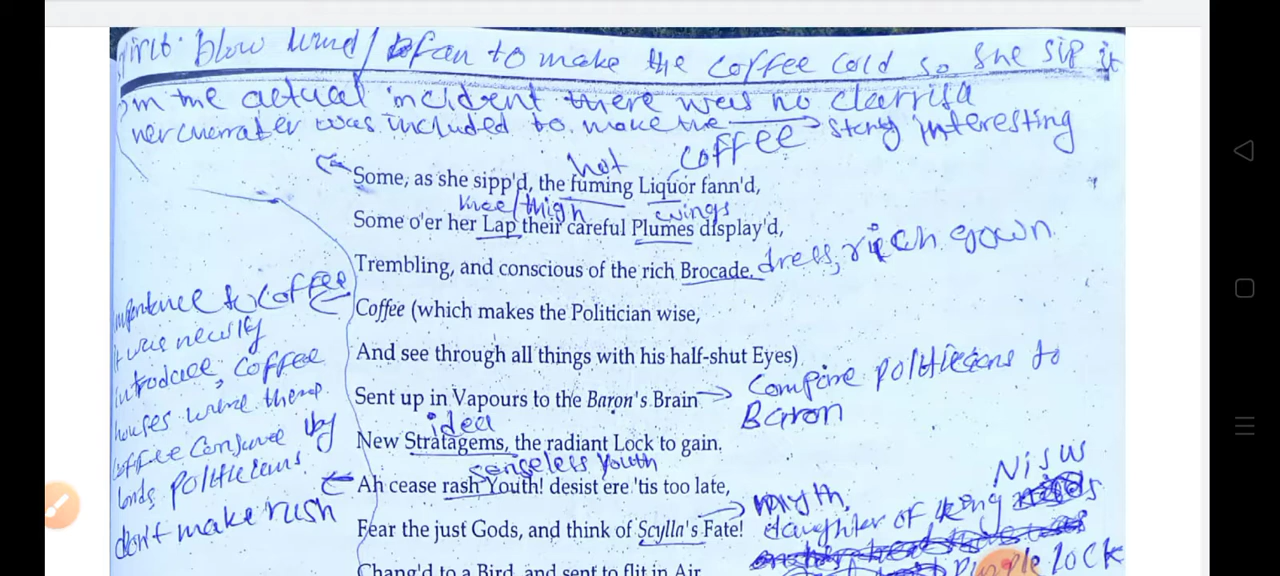 blow wind / fan to make the coffee cold so she sip it
in the actual incident there was no clarrisa
her was included to make the → story interesting
hot coffee
Some, as she sipp'd, the fuming Liquor fann'd,
knee/thigh wings
Some o'er her Lap their careful Plumes display'd,
Trembling, and conscious of the rich Brocade. dress, rich gown
Coffee (which makes the Politician wise,
And see through all things with his half-shut Eyes)
Sent up in Vapours to the Baron's Brain → Compare politicians to
Baron
idea
New Stratagems, the radiant Lock to gain.
senseless youth
Ah cease rash Youth! desist ere 'tis too late,
Fear the just Gods, and think of Scylla's Fate!
Chang'd to a Bird, and sent to flit in Air,
to coffee
it was newly
introduce, coffee
houses were
coffee by
lords, politicians
don't make rush
myth,
Nisus
daughter of king
purple lock